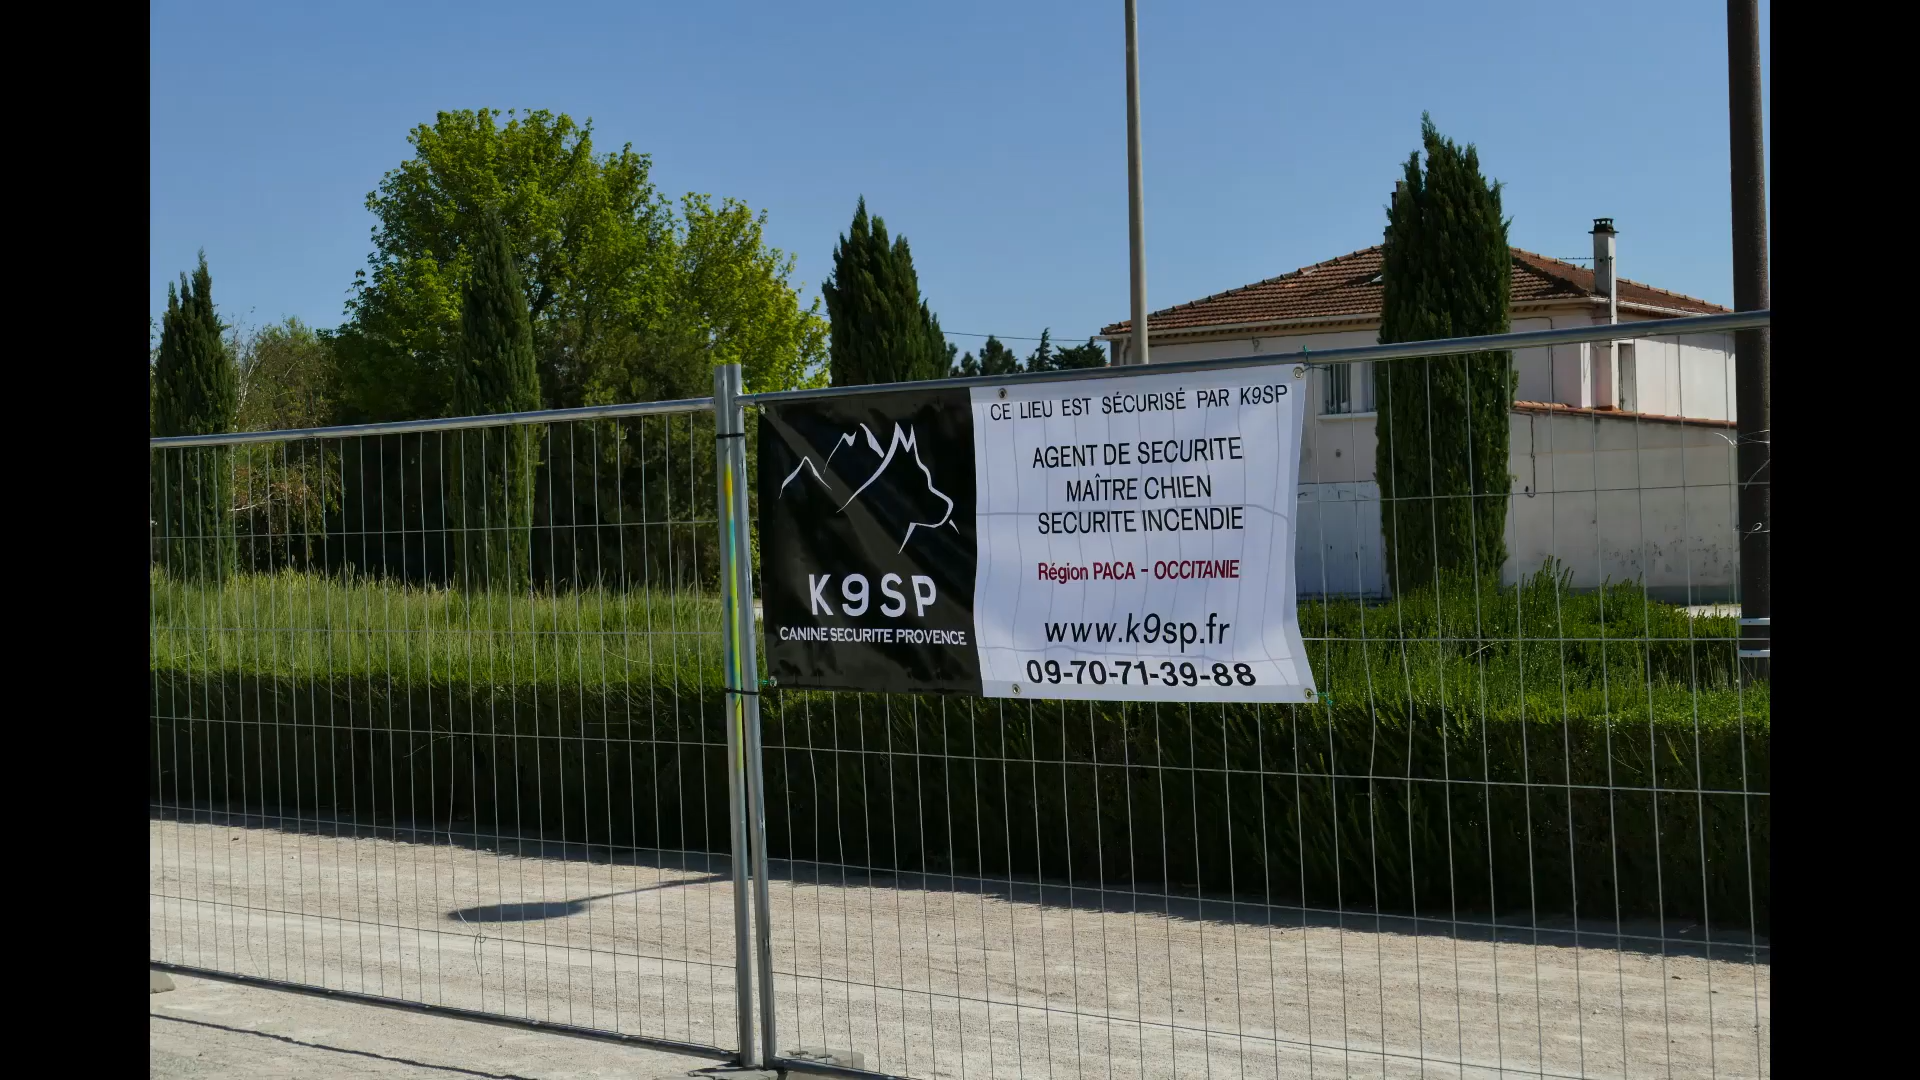 K9SP
CANINE SECURITE PROVENCE
CE LIEU EST SÉCURISÉ PAR K9SP
AGENT DE SECURITE
MAÎTRE CHIEN
SECURITE INCENDIE
Région PACA - OCCITANIE
www.k9sp.fr
09-70-71-39-88